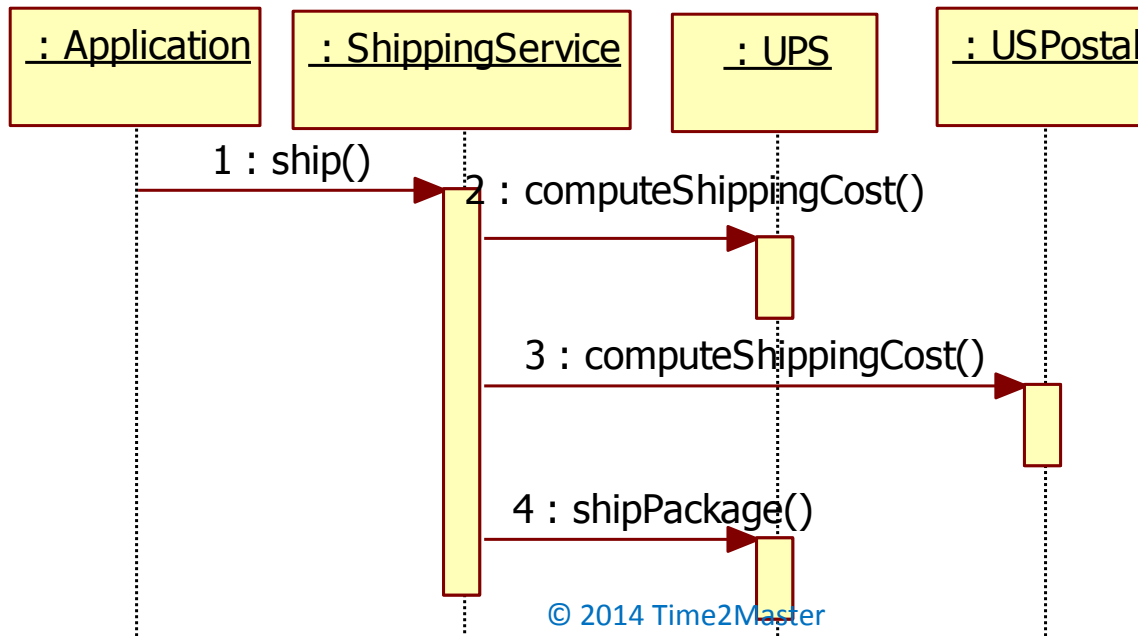 : Application
: ShippingService
: UPS
: USPostal
1 : ship()
2 : computeShippingCost()
3 : computeShippingCost()
4 : shipPackage()
© 2014 Time2Master